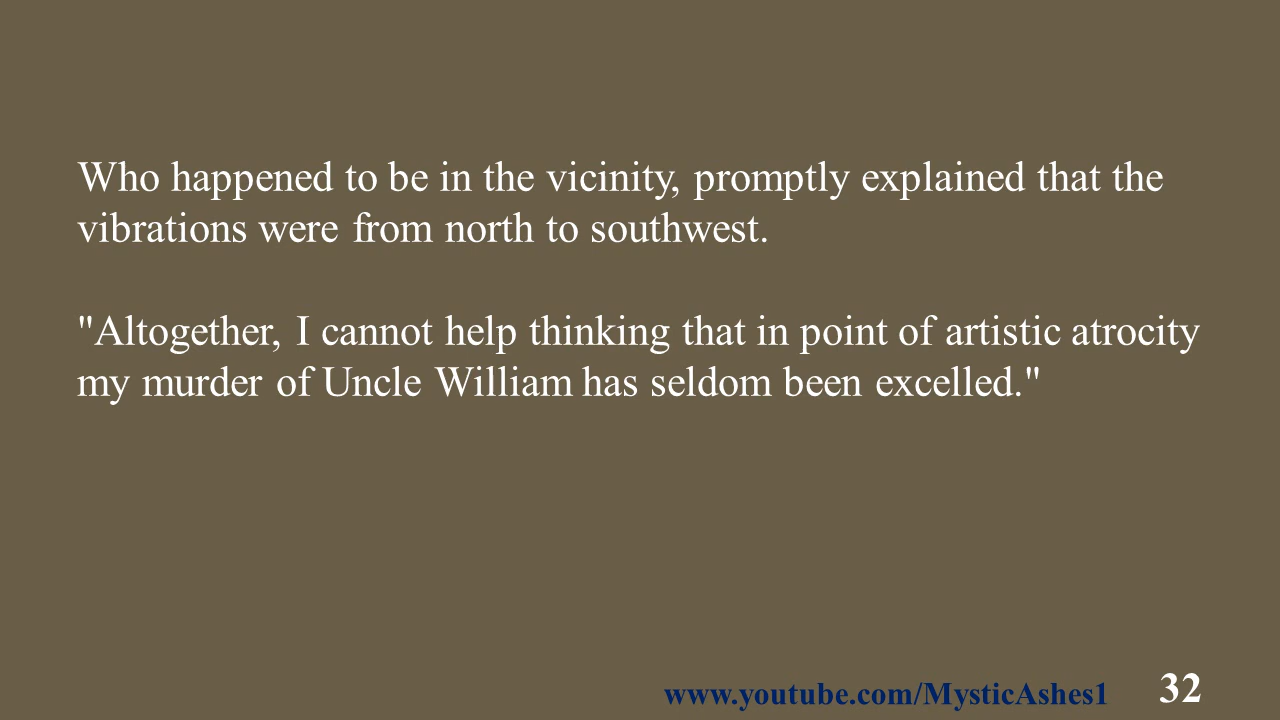 Who happened to be in the vicinity, promptly explained that the
vibrations were from north to southwest.
"Altogether, I cannot help thinking that in point of artistic atrocity
my murder of Uncle William has seldom been excelled."
www.youtube.com/MysticAshes1
32